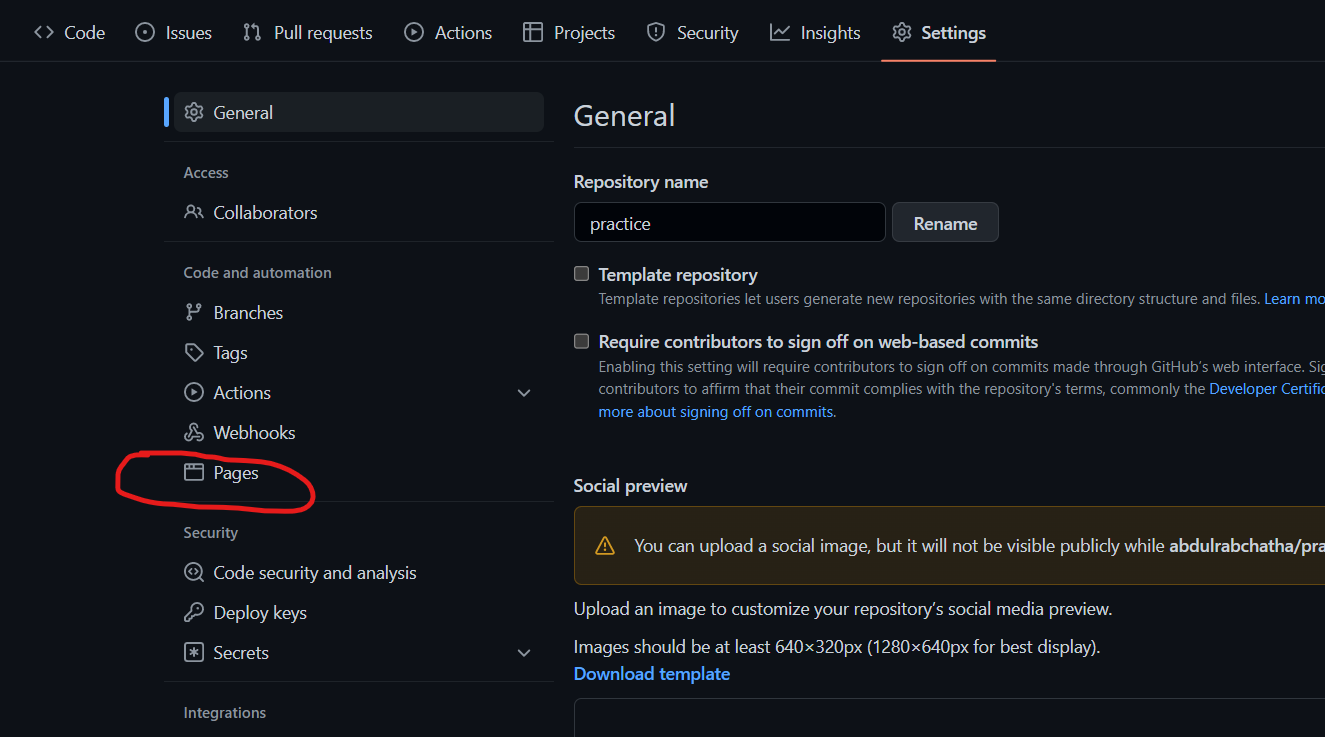 Code Issues Pull requests Actions Projects Security Insights Settings
General
Access
Collaborators
Code and automation
Branches
Tags
Actions
Webhooks
Pages
Security
Code security and analysis
Deploy keys
Secrets
Integrations
General
Repository name
practice Rename
Template repository
Template repositories let users generate new repositories with the same directory structure and files. Learn mo
Require contributors to sign off on web-based commits
Enabling this setting will require contributors to sign off on commits made through GitHub's web interface. Sig
contributors to affirm that their commit complies with the repository's terms, commonly the Developer Certific
more about signing off on commits.
Social preview
You can upload a social image, but it will not be visible publicly while abdulrabchatha/pra
Upload an image to customize your repository's social media preview.
Images should be at least 640×320px (1280×640px for best display).
Download template